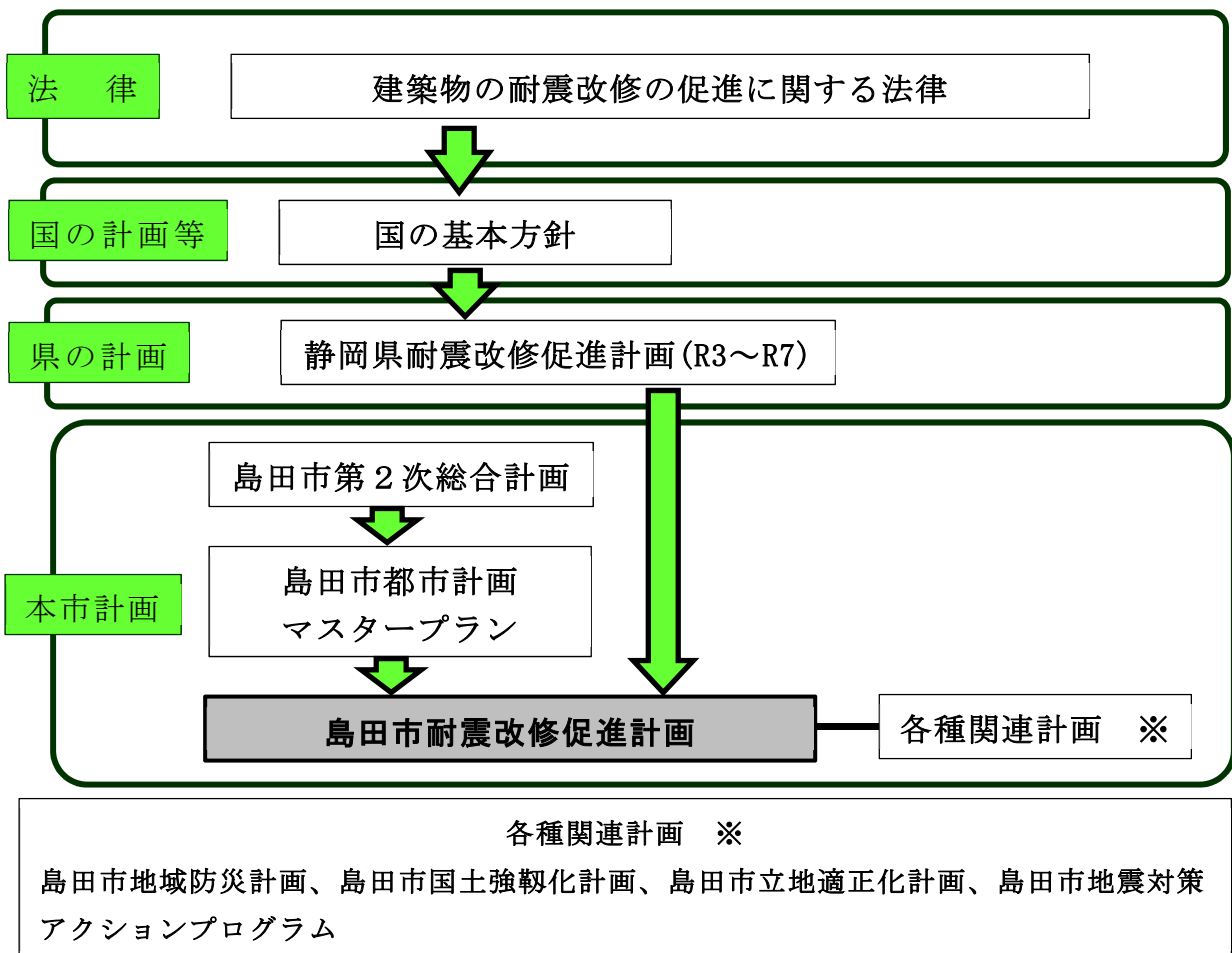 法　律
建築物の耐震改修の促進に関する法律
国の計画等
国の基本方針
県の計画
静岡県耐震改修促進計画(R3～R7)
本市計画
島田市第２次総合計画
島田市都市計画
マスタープラン
島田市耐震改修促進計画
各種関連計画　※
各種関連計画　※
島田市地域防災計画、島田市国土強靱化計画、島田市立地適正化計画、島田市地震対策
アクションプログラム